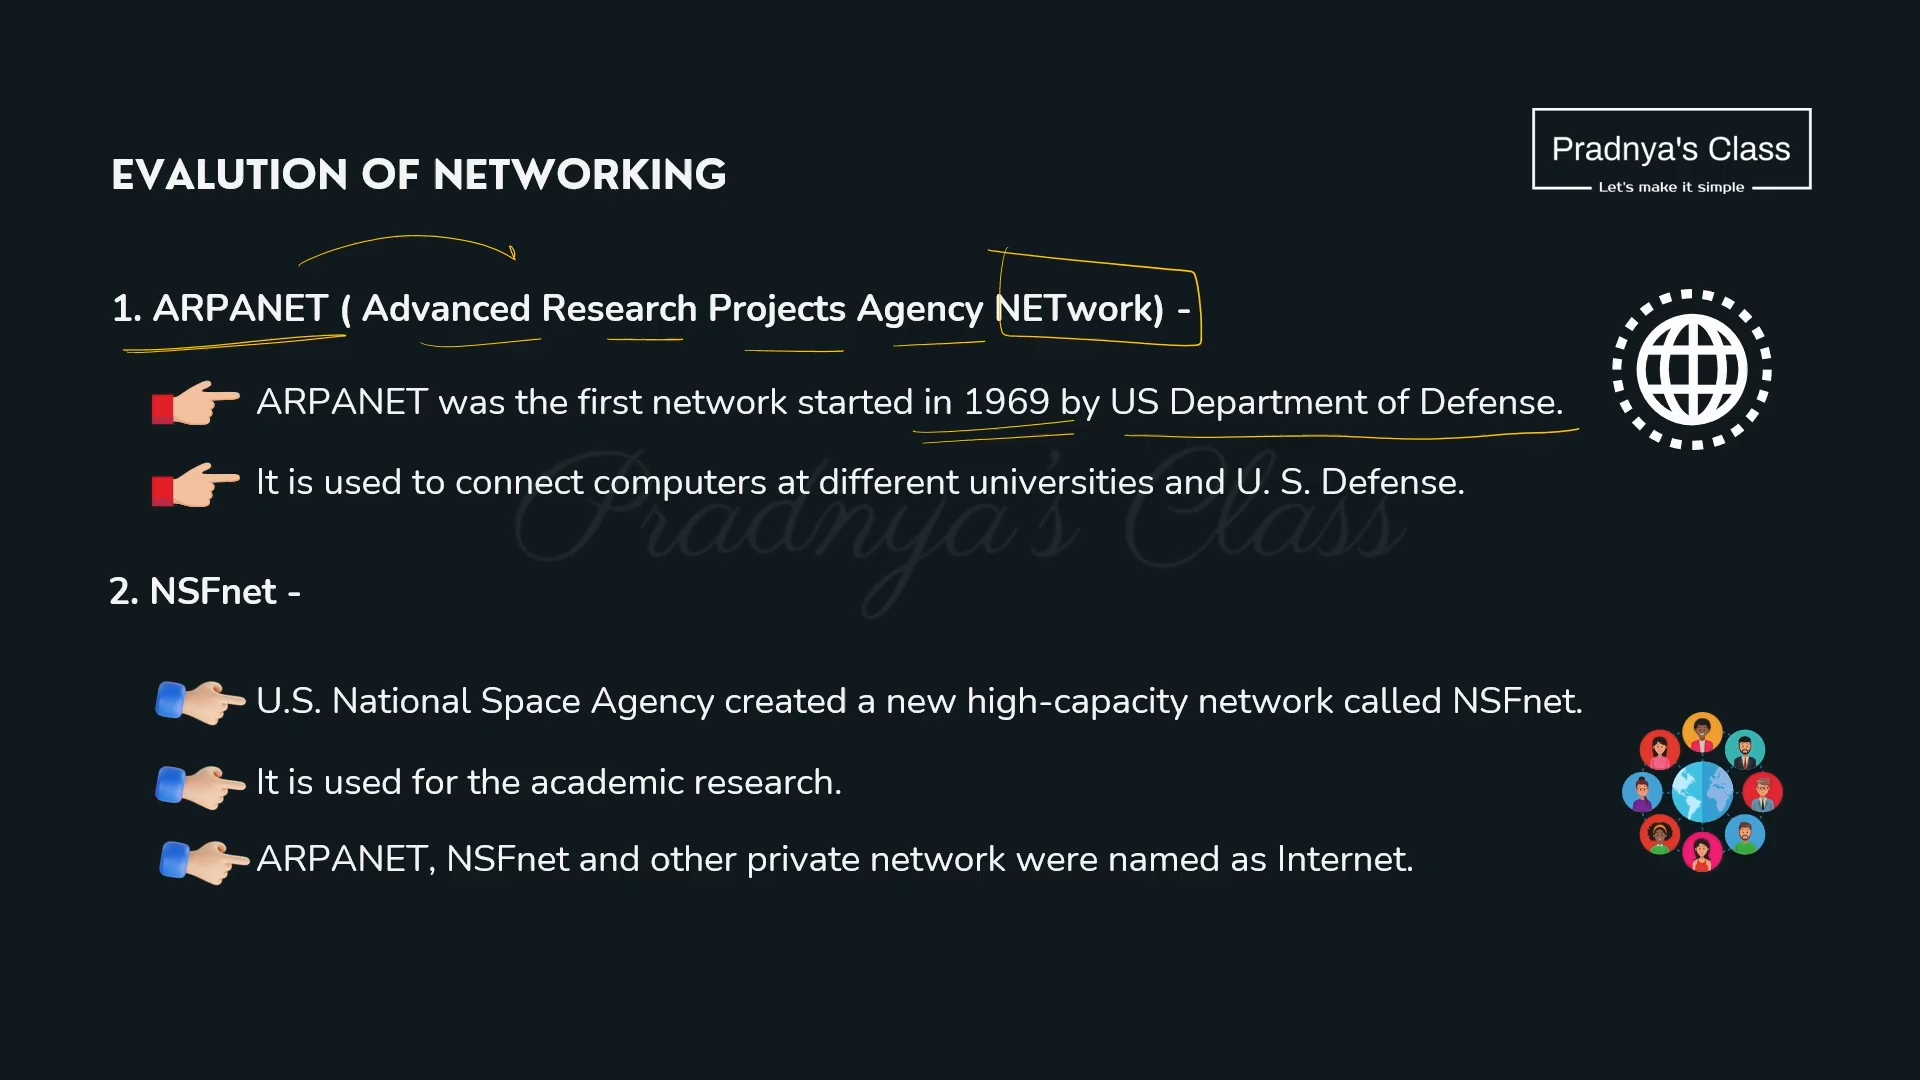 Pradnya's Class
Let's make it simple
EVALUTION OF NETWORKING
1. ARPANET ( Advanced Research Projects Agency NETwork) -
ARPANET was the first network started in 1969 by US Department of Defense.
It is used to connect computers at different universities and U. S. Defense.
Pradnya's Class
2. NSFnet -
U.S. National Space Agency created a new high-capacity network called NSFnet.
It is used for the academic research.
ARPANET, NSFnet and other private network were named as Internet.